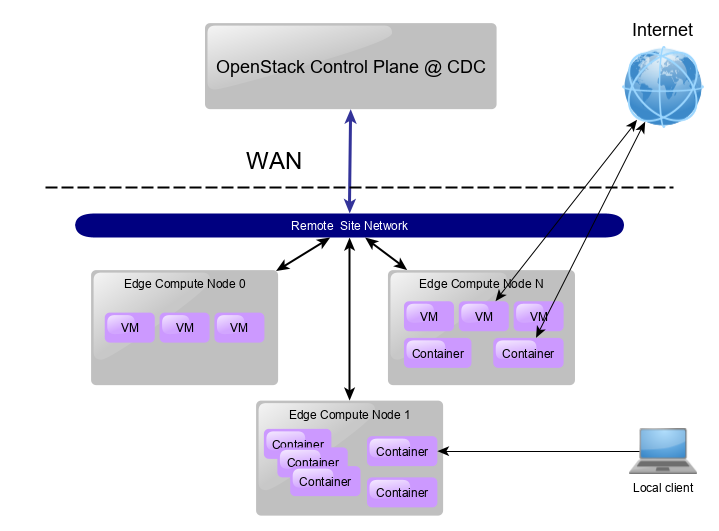 Internet
OpenStack Control Plane @ CDC
WAN
Remote Site Network
Edge Compute Node 0
VM VM VM
Edge Compute Node N
VM VM VM
Container Container
Edge Compute Node 1
Container
Container
Container
Container
Container
Local client